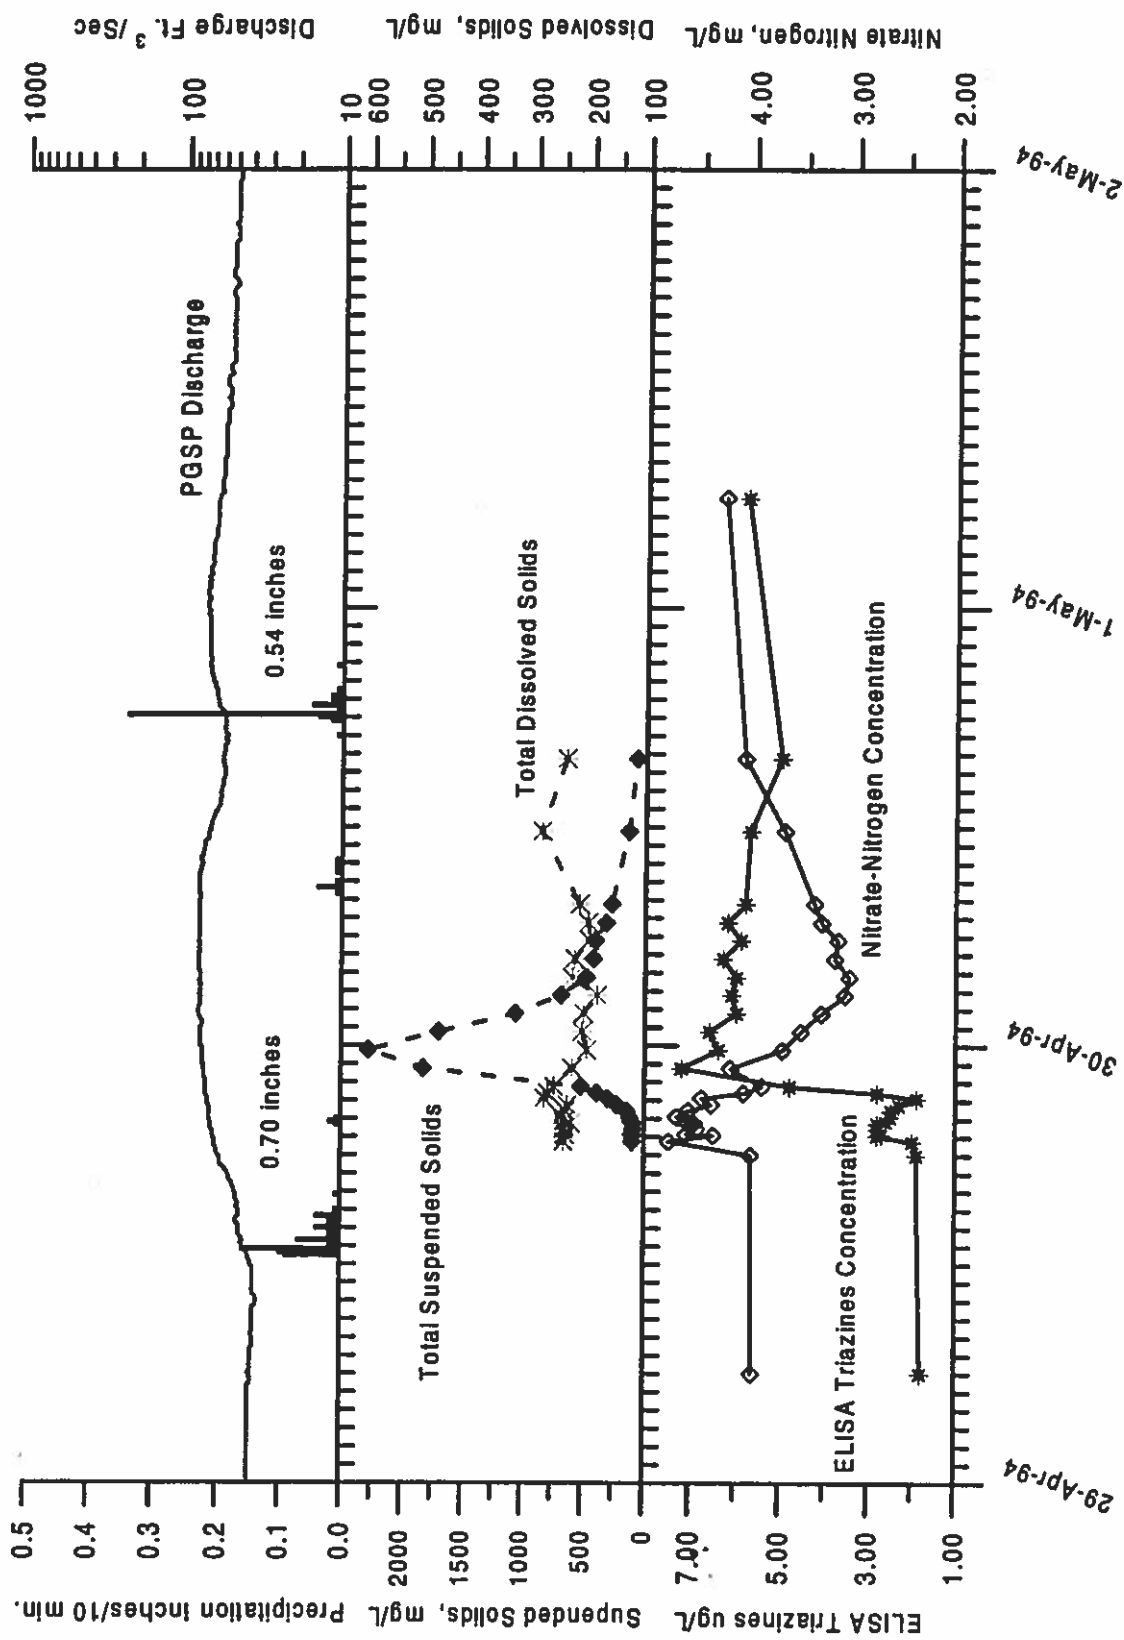 Precipitation inches/10 min.
0.5
0.4
0.3
0.2
0.1
0.0
Discharge Ft. 3 /Sec
1000
100
10
PGSP Discharge
0.70 inches
0.54 inches
Supended Solids, mg/L
2000
1500
1000
500
0
Dissolved Solids, mg/L
600
500
400
300
200
100
Total Suspended Solids
Total Dissolved Solids
ELISA Triazines ug/L
7.00
5.00
3.00
1.00
Nitrate Nitrogen, mg/L
4.00
3.00
2.00
Nitrate-Nitrogen Concentration
ELISA Triazines Concentration
29-Apr-94
30-Apr-94
1-May-94
2-May-94